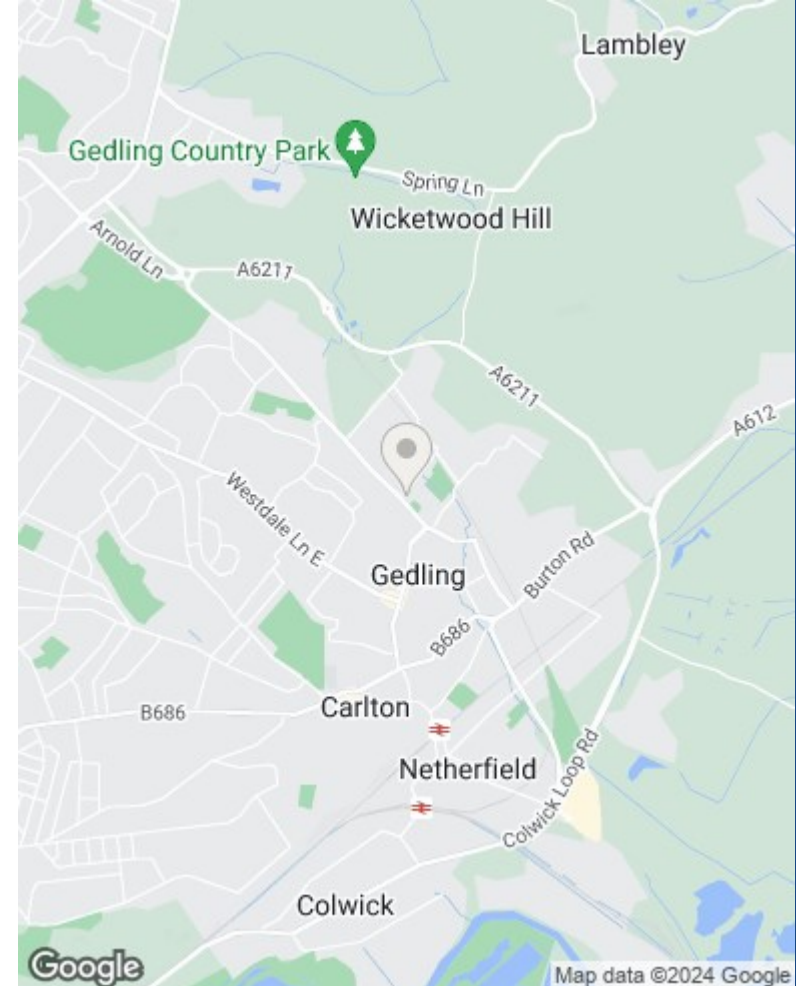 Lambley
Gedling Country Park
Spring Ln
Wicketwood Hill
Arnold Ln
A6211
A6211
A612
Westdale Ln E
Burton Rd
Gedling
B686
B686
Carlton
Netherfield
Colwick Loop Rd
Colwick
Google
Map data ©2024 Google